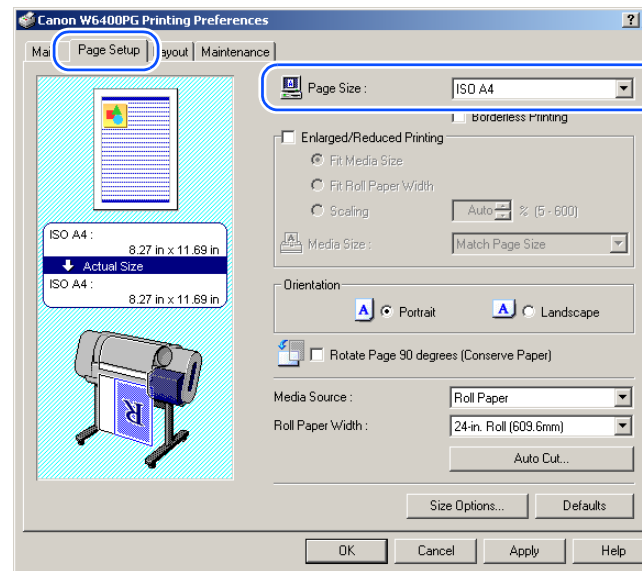 Canon W6400PG Printing Preferences ?
Page Setup Layout Maintenance
Page Size : ISO A4
Borderless Printing
Enlarged/Reduced Printing
Fit Media Size
Fit Roll Paper Width
Scaling Auto % (5 - 600)
Media Size : Match Page Size
ISO A4 :
8.27 in x 11.69 in
Actual Size
ISO A4 :
8.27 in x 11.69 in
Orientation
A Portrait A Landscape
Rotate Page 90 degrees (Conserve Paper)
Media Source : Roll Paper
Roll Paper Width : 24-in. Roll (609.6mm)
Auto Cut...
R
Size Options... Defaults
OK Cancel Apply Help